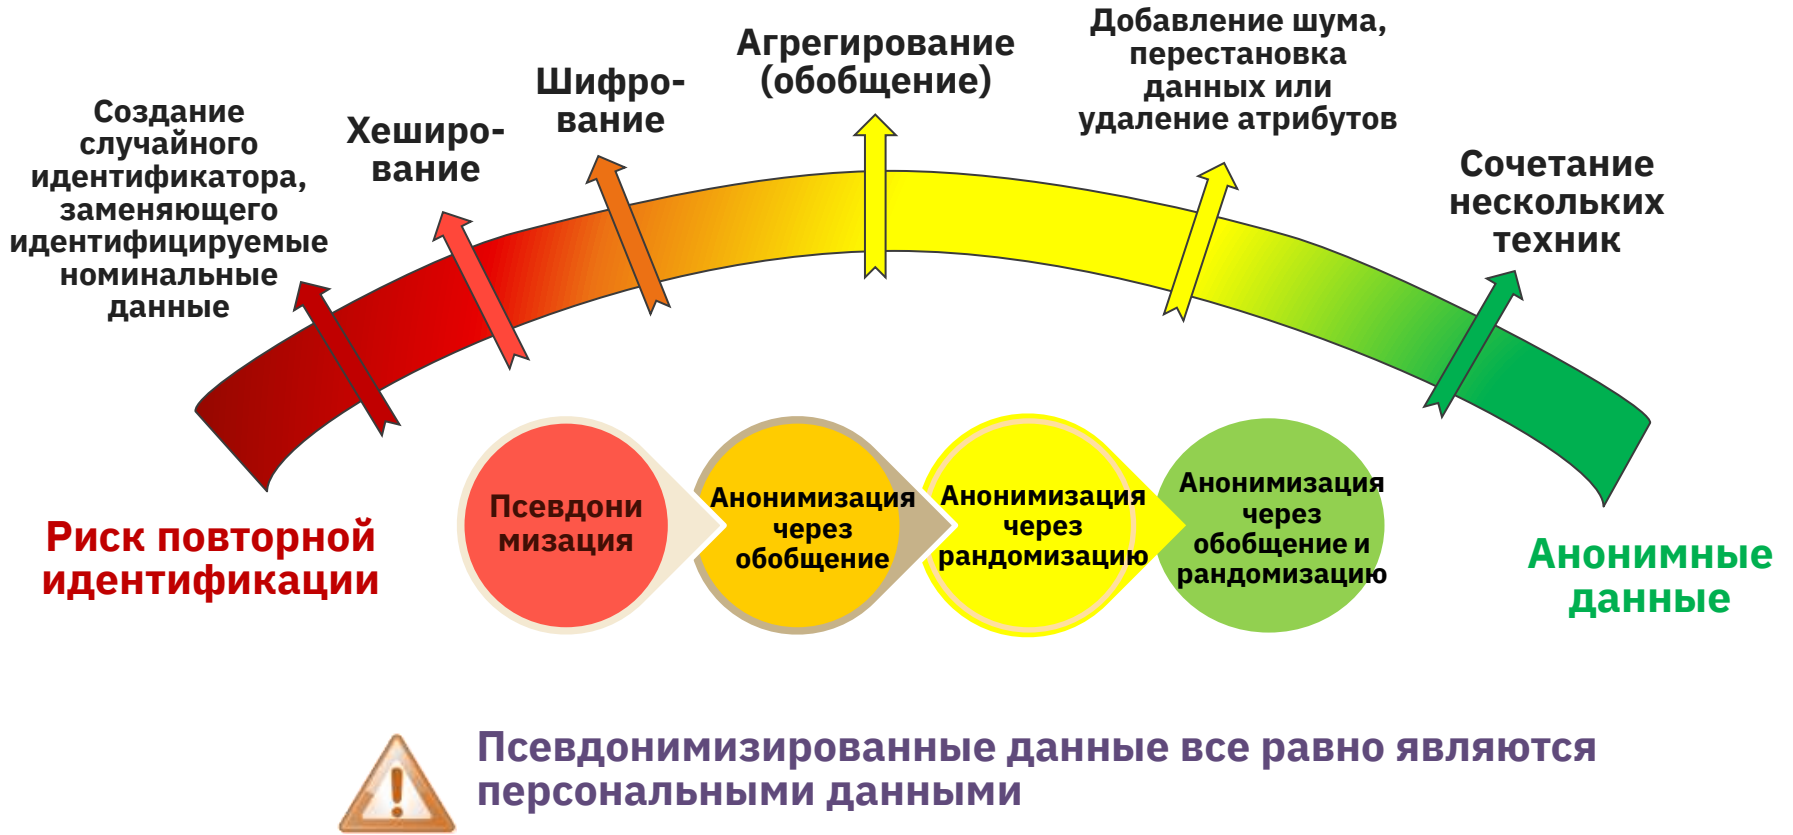 Создание
случайного
идентификатора,
заменяющего
идентифицируемые
номинальные
данные
Хеширо-
вание
Шифро-
вание
Агрегирование
(обобщение)
Добавление шума,
перестановка
данных или
удаление атрибутов
Сочетание
нескольких
техник
Риск повторной
идентификации
Псевдони
мизация
Анонимизация
через
обобщение
Анонимизация
через
рандомизацию
Анонимизация
через
обобщение и
рандомизацию
Анонимные
данные
Псевдонимизированные данные все равно являются
персональными данными